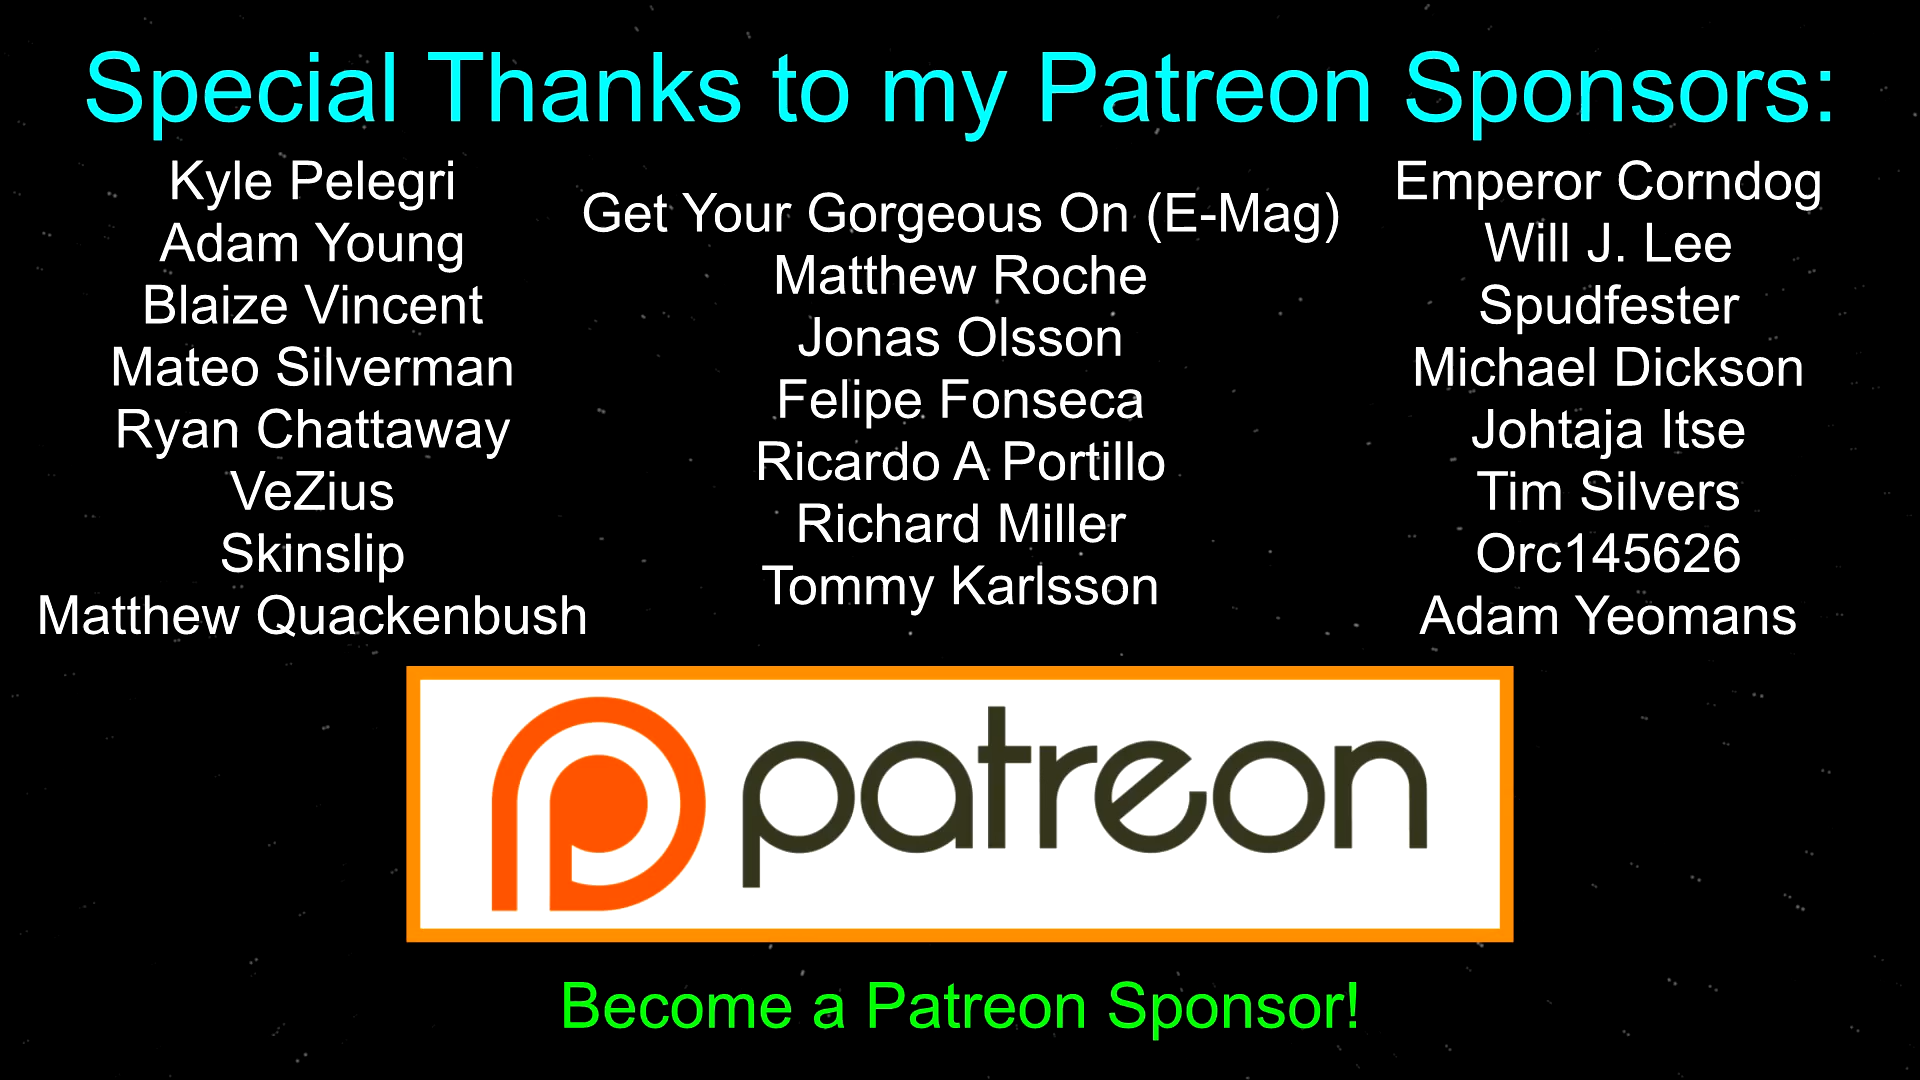 Special Thanks to my Patreon Sponsors:
Kyle Pelegri
Adam Young
Blaize Vincent
Mateo Silverman
Ryan Chattaway
VeZius
Skinslip
Matthew Quackenbush
Get Your Gorgeous On (E-Mag)
Matthew Roche
Jonas Olsson
Felipe Fonseca
Ricardo A Portillo
Richard Miller
Tommy Karlsson
Emperor Corndog
Will J. Lee
Spudfester
Michael Dickson
Johtaja Itse
Tim Silvers
Orc145626
Adam Yeomans
patreon
Become a Patreon Sponsor!